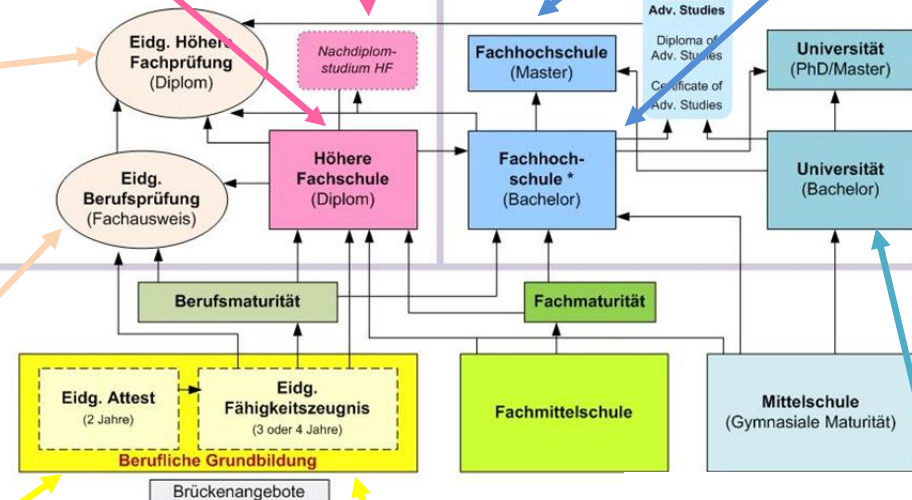 Adv. Studies
Diploma of
Adv. Studies
Certificate of
Adv. Studies
Eidg. Höhere
Fachprüfung
(Diplom)
Nachdiplom-
studium HF
Fachhochschule
(Master)
Universität
(PhD/Master)
Eidg.
Berufsprüfung
(Fachausweis)
Höhere
Fachschule
(Diplom)
Fachhoch-
schule *
(Bachelor)
Universität
(Bachelor)
Berufsmaturität
Fachmaturität
Eidg. Attest
(2 Jahre)
Eidg.
Fähigkeitszeugnis
(3 oder 4 Jahre)
Berufliche Grundbildung
Fachmittelschule
Mittelschule
(Gymnasiale Maturität)
Brückenangebote